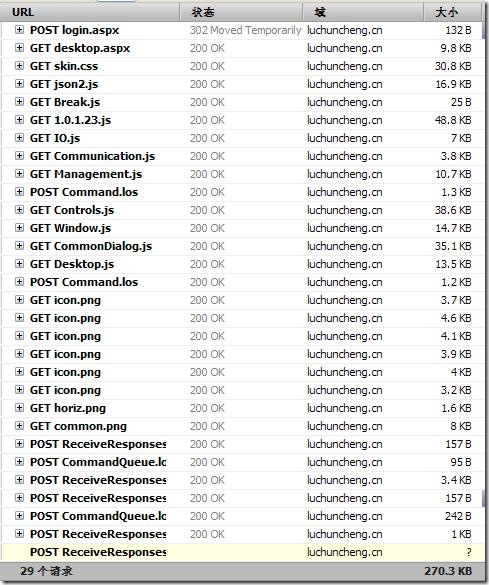 URL 状态 域 大小
POST login.aspx 302 Moved Temporarily luchuncheng.cn 132 B
GET desktop.aspx 200 OK luchuncheng.cn 9.8 KB
GET skin.css 200 OK luchuncheng.cn 30.8 KB
GET json2.js 200 OK luchuncheng.cn 16.9 KB
GET Break.js 200 OK luchuncheng.cn 25 B
GET 1.0.1.23.js 200 OK luchuncheng.cn 48.8 KB
GET IO.js 200 OK luchuncheng.cn 7 KB
GET Communication.js 200 OK luchuncheng.cn 3.8 KB
GET Management.js 200 OK luchuncheng.cn 10.7 KB
POST Command.los 200 OK luchuncheng.cn 1.3 KB
GET Controls.js 200 OK luchuncheng.cn 38.6 KB
GET Window.js 200 OK luchuncheng.cn 14.7 KB
GET CommonDialog.js 200 OK luchuncheng.cn 35.1 KB
GET Desktop.js 200 OK luchuncheng.cn 13.5 KB
POST Command.los 200 OK luchuncheng.cn 1.2 KB
GET icon.png 200 OK luchuncheng.cn 3.7 KB
GET icon.png 200 OK luchuncheng.cn 4.6 KB
GET icon.png 200 OK luchuncheng.cn 4.1 KB
GET icon.png 200 OK luchuncheng.cn 3.9 KB
GET icon.png 200 OK luchuncheng.cn 4 KB
GET icon.png 200 OK luchuncheng.cn 3.2 KB
GET horiz.png 200 OK luchuncheng.cn 1.6 KB
GET common.png 200 OK luchuncheng.cn 8 KB
POST ReceiveResponses 200 OK luchuncheng.cn 157 B
POST CommandQueue.lo 200 OK luchuncheng.cn 95 B
POST ReceiveResponses 200 OK luchuncheng.cn 3.4 KB
POST ReceiveResponses 200 OK luchuncheng.cn 157 B
POST CommandQueue.lo 200 OK luchuncheng.cn 242 B
POST ReceiveResponses 200 OK luchuncheng.cn 1 KB
POST ReceiveResponses luchuncheng.cn ?
29 个请求 270.3 KB